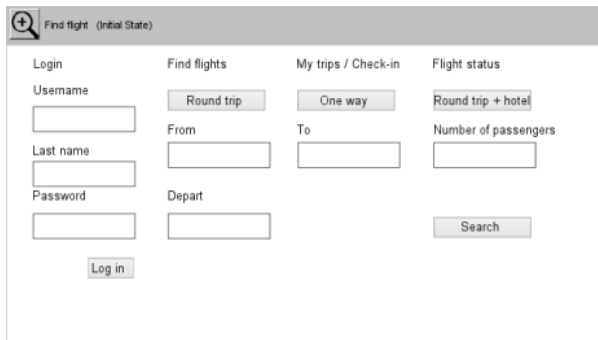 Find flight (Initial State)
Login Find flights My trips / Check-in Flight status
Username
Round trip One way Round trip + hotel
From To Number of passengers
Last name
Password Depart
Search
Log in